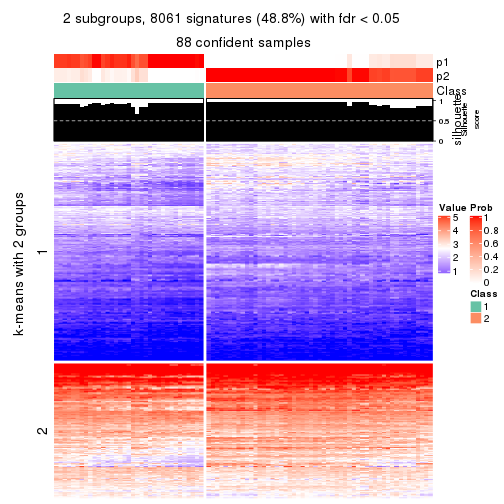 2 subgroups, 8061 signatures (48.8%) with fdr < 0.05
88 confident samples
p1
p2
Class
1
0.5
0
silhouette
Silhouette
score
k-means with 2 groups
1
2
Value
5
4
3
2
1
Prob
1
0.8
0.6
0.4
0.2
0
Class
1
2